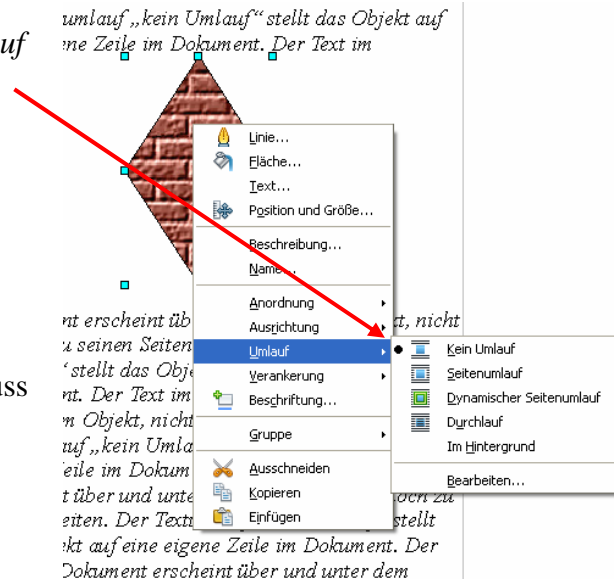 umlauf „kein Umlauf“ stellt das Objekt auf
ne Zeile im Dokument. Der Text im
uf
Linie...
Fläche...
Text...
Position und Größe...
Beschreibung...
Name...
Anordnung
Ausrichtung
Umlauf
Verankerung
Beschriftung...
Gruppe
Ausschneiden
Kopieren
Einfügen
Kein Umlauf
Seitenumlauf
Dynamischer Seitenumlauf
Durchlauf
Im Hintergrund
Bearbeiten...
nt erscheint üb
xt, nicht
u seinen Seiten
stellt das Obje
ss
nt. Der Text im
m Objekt, nicht
uf „kein Umla
eile im Dokum
t über und unte
noch zu
eiten. Der Text
stellt
kt auf eine eigene Zeile im Dokument. Der
Dokument erscheint über und unter dem